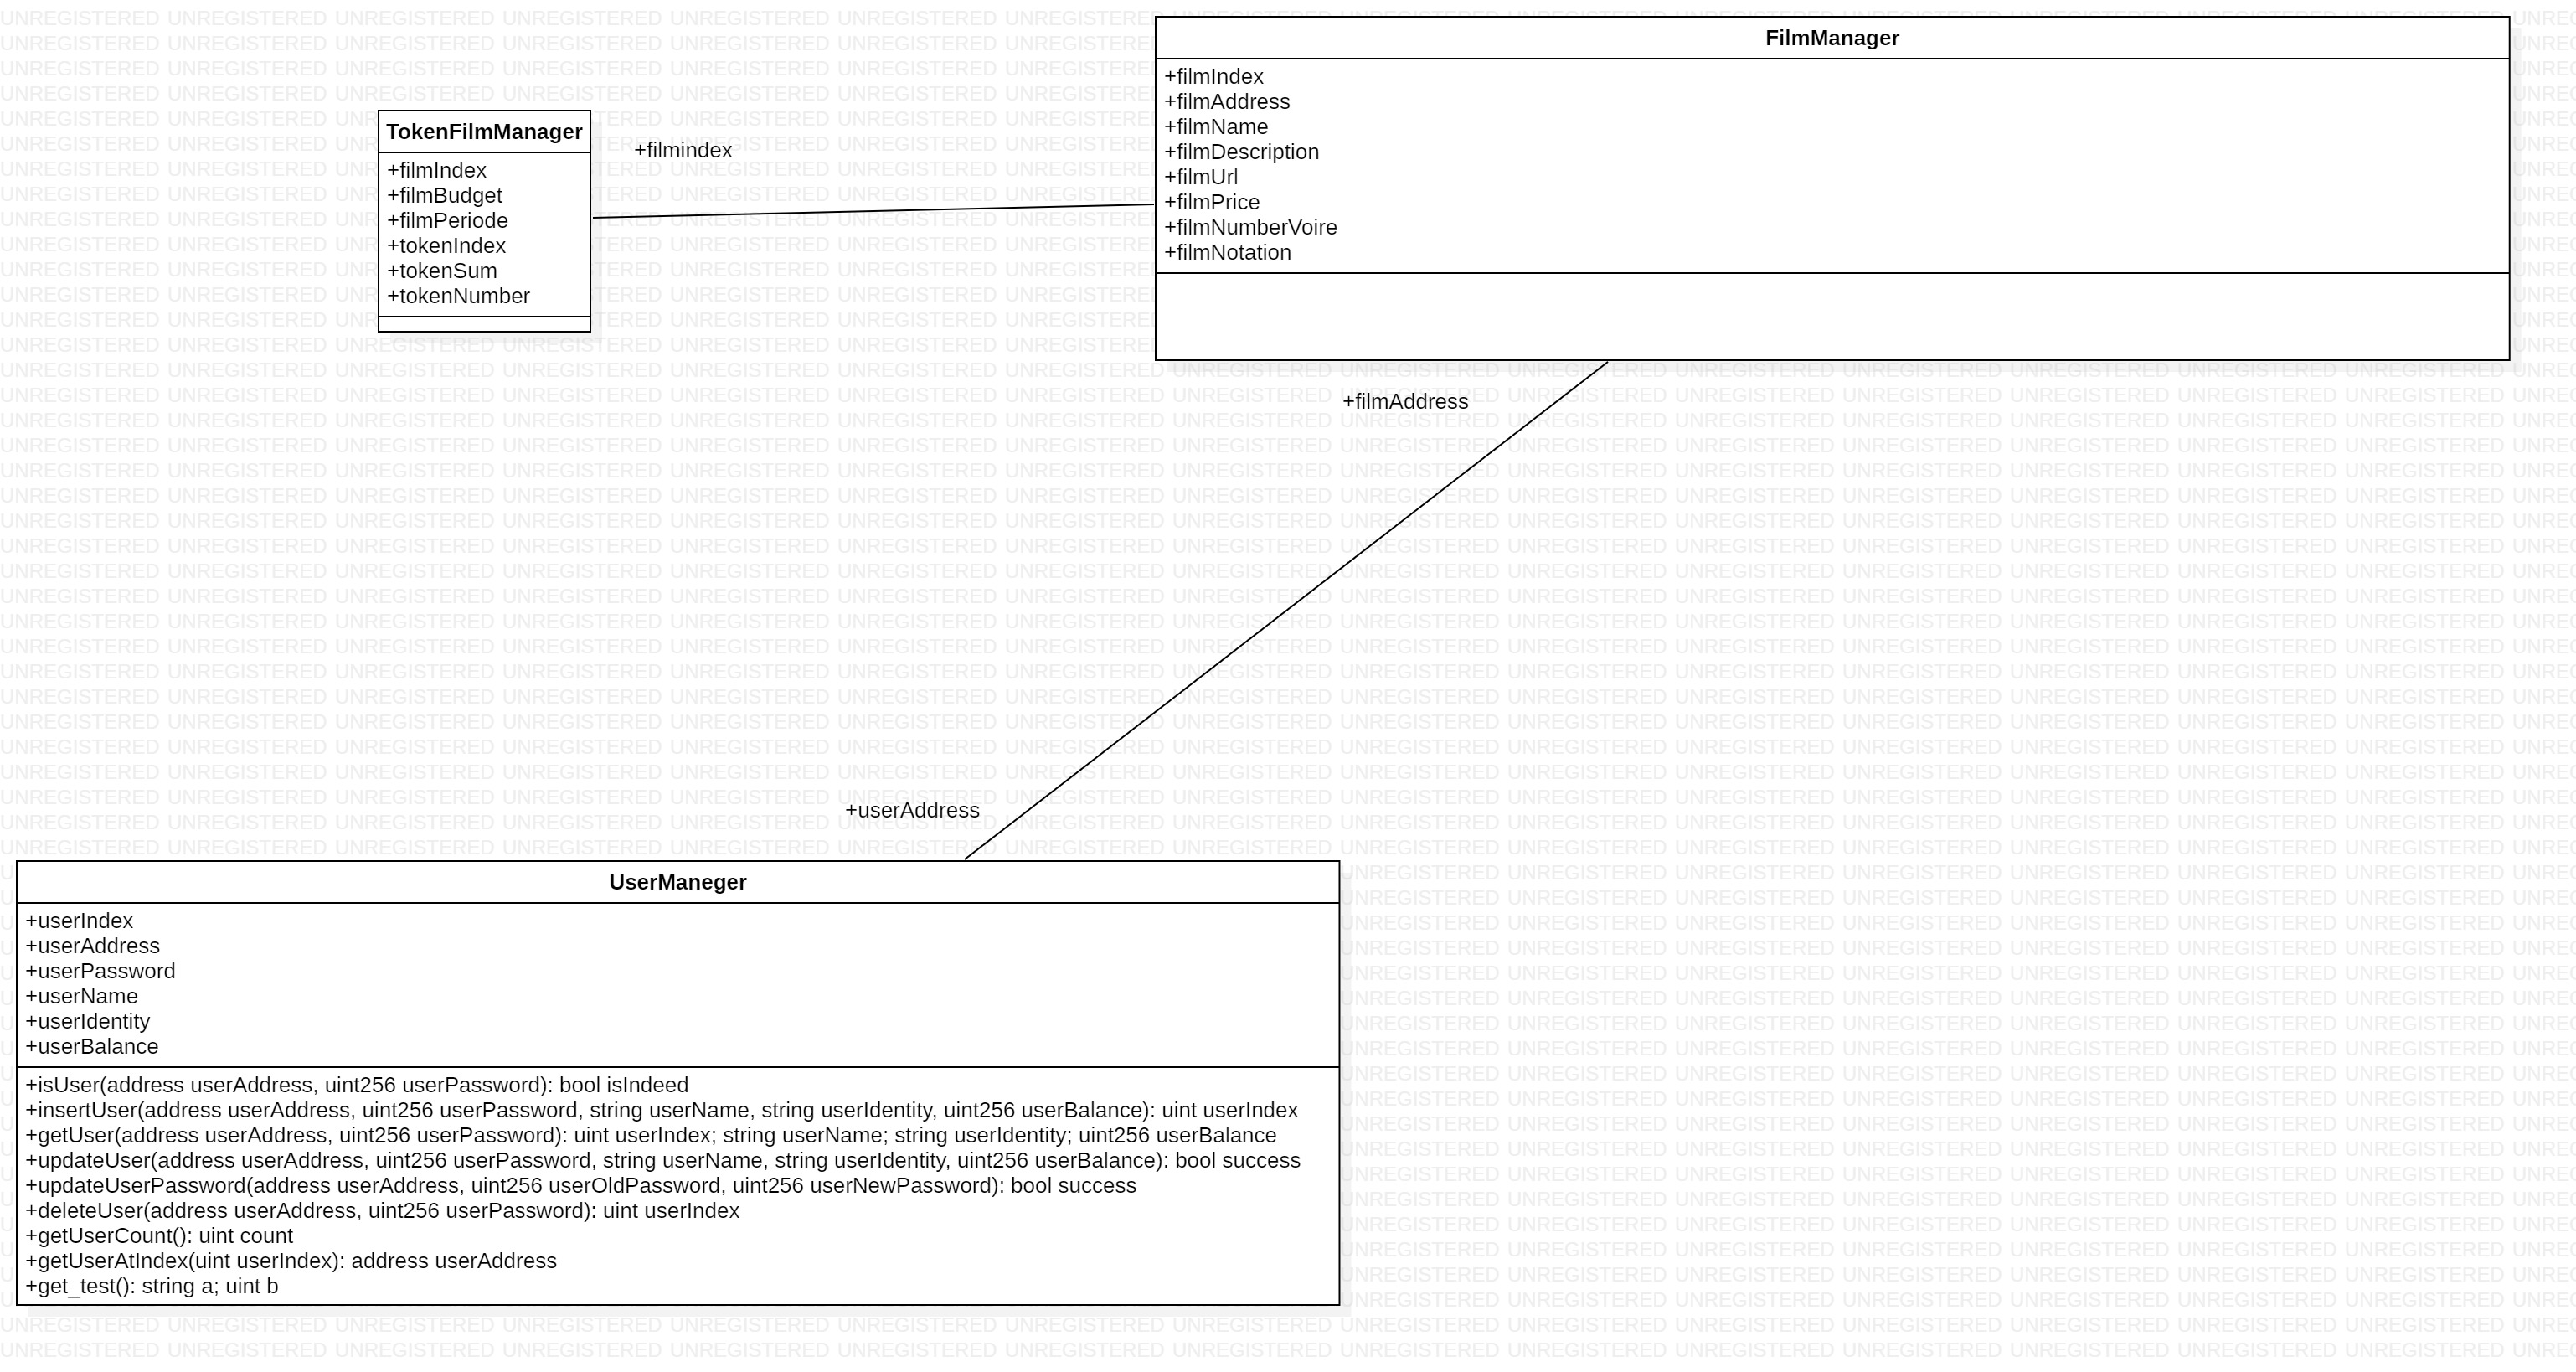 FilmManager
+filmIndex
+filmAddress
+filmName
+filmDescription
+filmUrl
+filmPrice
+filmNumberVoire
+filmNotation
TokenFilmManager
+filmIndex
+filmBudget
+filmPeriode
+tokenIndex
+tokenSum
+tokenNumber
+filmindex
+filmAddress
+userAddress
UserManeger
+userIndex
+userAddress
+userPassword
+userName
+userIdentity
+userBalance
+isUser(address userAddress, uint256 userPassword): bool isIndeed
+insertUser(address userAddress, uint256 userPassword, string userName, string userIdentity, uint256 userBalance): uint userIndex
+getUser(address userAddress, uint256 userPassword): uint userIndex; string userName; string userIdentity; uint256 userBalance
+updateUser(address userAddress, uint256 userPassword, string userName, string userIdentity, uint256 userBalance): bool success
+updateUserPassword(address userAddress, uint256 userOldPassword, uint256 userNewPassword): bool success
+deleteUser(address userAddress, uint256 userPassword): uint userIndex
+getUserCount(): uint count
+getUserAtIndex(uint userIndex): address userAddress
+get_test(): string a; uint b
UNREGISTERED